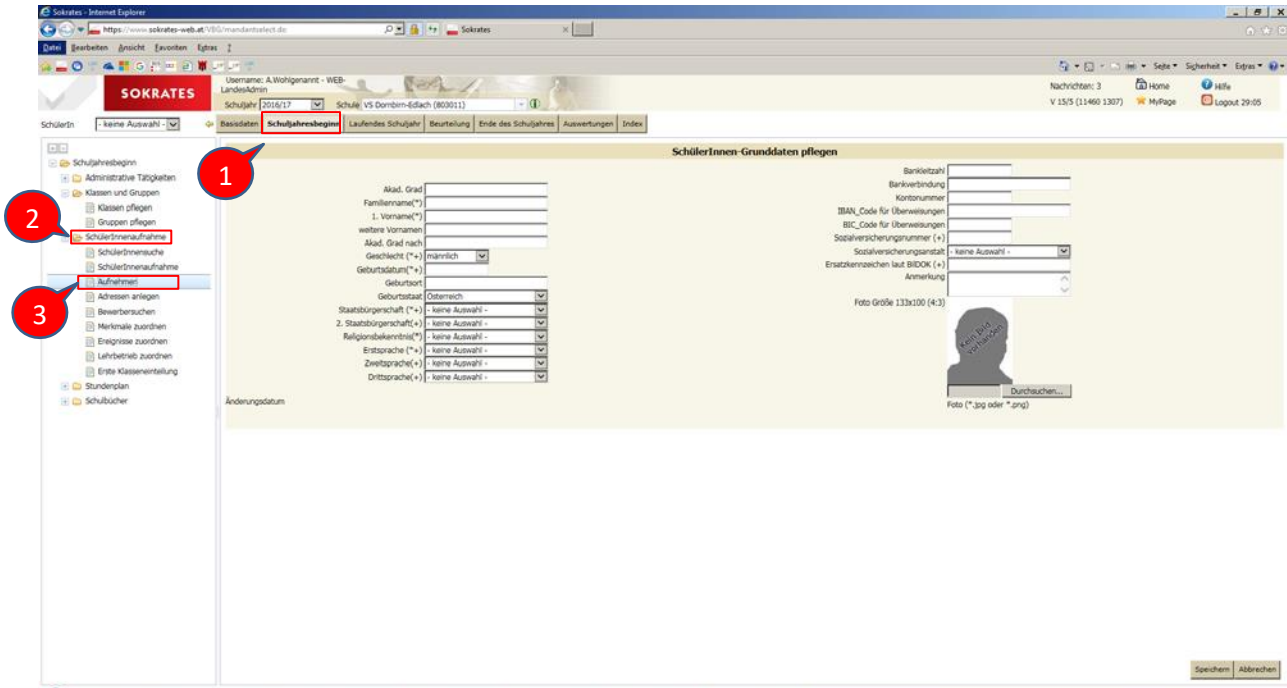 Sokrates - Internet Explorer
https://www.sokrates-web.at/VBG/mandantselect.do
Sokrates
Datei Bearbeiten Ansicht Favoriten Extras ?
Seite Sicherheit Extras
SOKRATES
Username: A.Wohlgenannt - WEB-
LandesAdmin
Schuljahr 2016/17 Schule VS Dornbirn-Edlach (803011)
Nachrichten: 3 Home Hilfe
V 15/5 (11460 1307) MyPage Logout 29:05
SchülerIn - keine Auswahl -
Basisdaten Schuljahresbeginn Laufendes Schuljahr Beurteilung Ende des Schuljahres Auswertungen Index
1
2
3
Schuljahresbeginn
Administrative Tätigkeiten
Klassen und Gruppen
Klassen pflegen
Gruppen pflegen
SchülerInnenaufnahme
SchülerInnensuche
SchülerInnenaufnahme
Aufnehmen
Adressen anlegen
Bewerbersuchen
Merkmale zuordnen
Ereignisse zuordnen
Lehrbetrieb zuordnen
Erste Klasseneinteilung
Stundenplan
Schulbücher
SchülerInnen-Grunddaten pflegen
Akad. Grad
Familienname(*)
1. Vorname(*)
weitere Vornamen
Akad. Grad nach
Geschlecht (*+) männlich
Geburtsdatum(*+)
Geburtsort
Geburtsstaat Österreich
Staatsbürgerschaft (*+) - keine Auswahl -
2. Staatsbürgerschaft(+) - keine Auswahl -
Religionsbekenntnis(*) - keine Auswahl -
Erstsprache (*+) - keine Auswahl -
Zweitsprache(+) - keine Auswahl -
Drittsprache(+) - keine Auswahl -
Änderungsdatum
Bankleitzahl
Bankverbindung
Kontonummer
IBAN_Code für Überweisungen
BIC_Code für Überweisungen
Sozialversicherungsnummer (+)
Sozialversicherungsanstalt - keine Auswahl -
Ersatzkennzeichen laut BilDOK (+)
Anmerkung
Foto Größe 133x100 (4:3)
Kein Bild
vorhanden
Durchsuchen...
Foto (*.jpg oder *.png)
Speichern Abbrechen